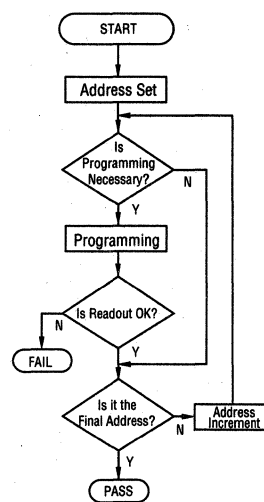 START
Address Set
Is
Programming
Necessary?
N
Y
Programming
Is Readout OK?
N
Y
FAIL
Is it the
Final Address?
N
Address
Increment
Y
PASS